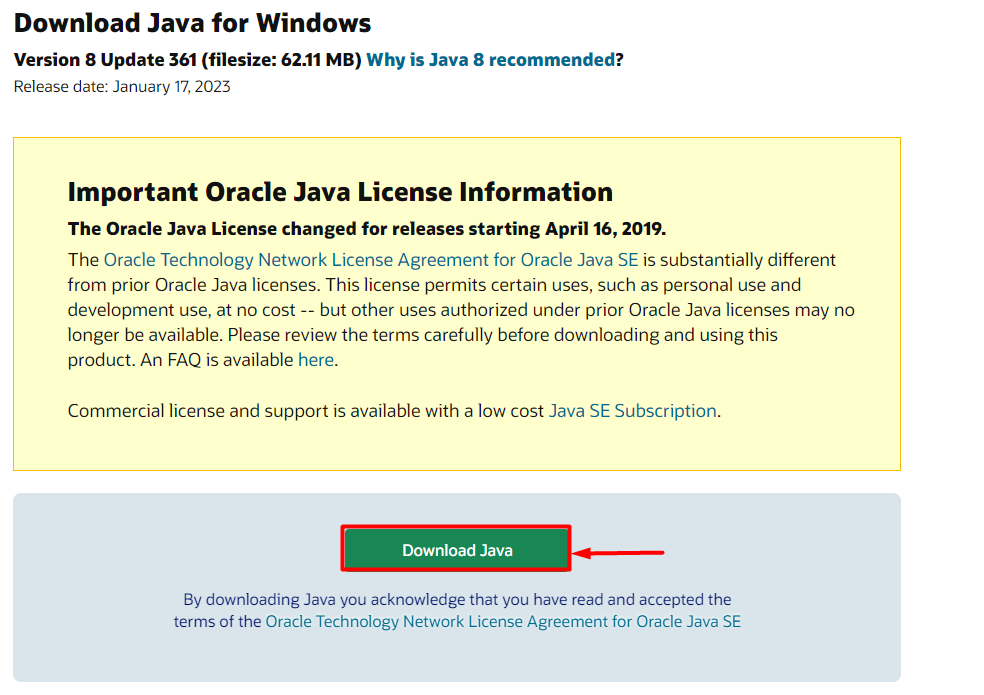 Download Java for Windows
Version 8 Update 361 (filesize: 62.11 MB) Why is Java 8 recommended?
Release date: January 17, 2023
Important Oracle Java License Information
The Oracle Java License changed for releases starting April 16, 2019.
The Oracle Technology Network License Agreement for Oracle Java SE is substantially different
from prior Oracle Java licenses. This license permits certain uses, such as personal use and
development use, at no cost -- but other uses authorized under prior Oracle Java licenses may no
longer be available. Please review the terms carefully before downloading and using this
product. An FAQ is available here.
Commercial license and support is available with a low cost Java SE Subscription.
Download Java
By downloading Java you acknowledge that you have read and accepted the
terms of the Oracle Technology Network License Agreement for Oracle Java SE